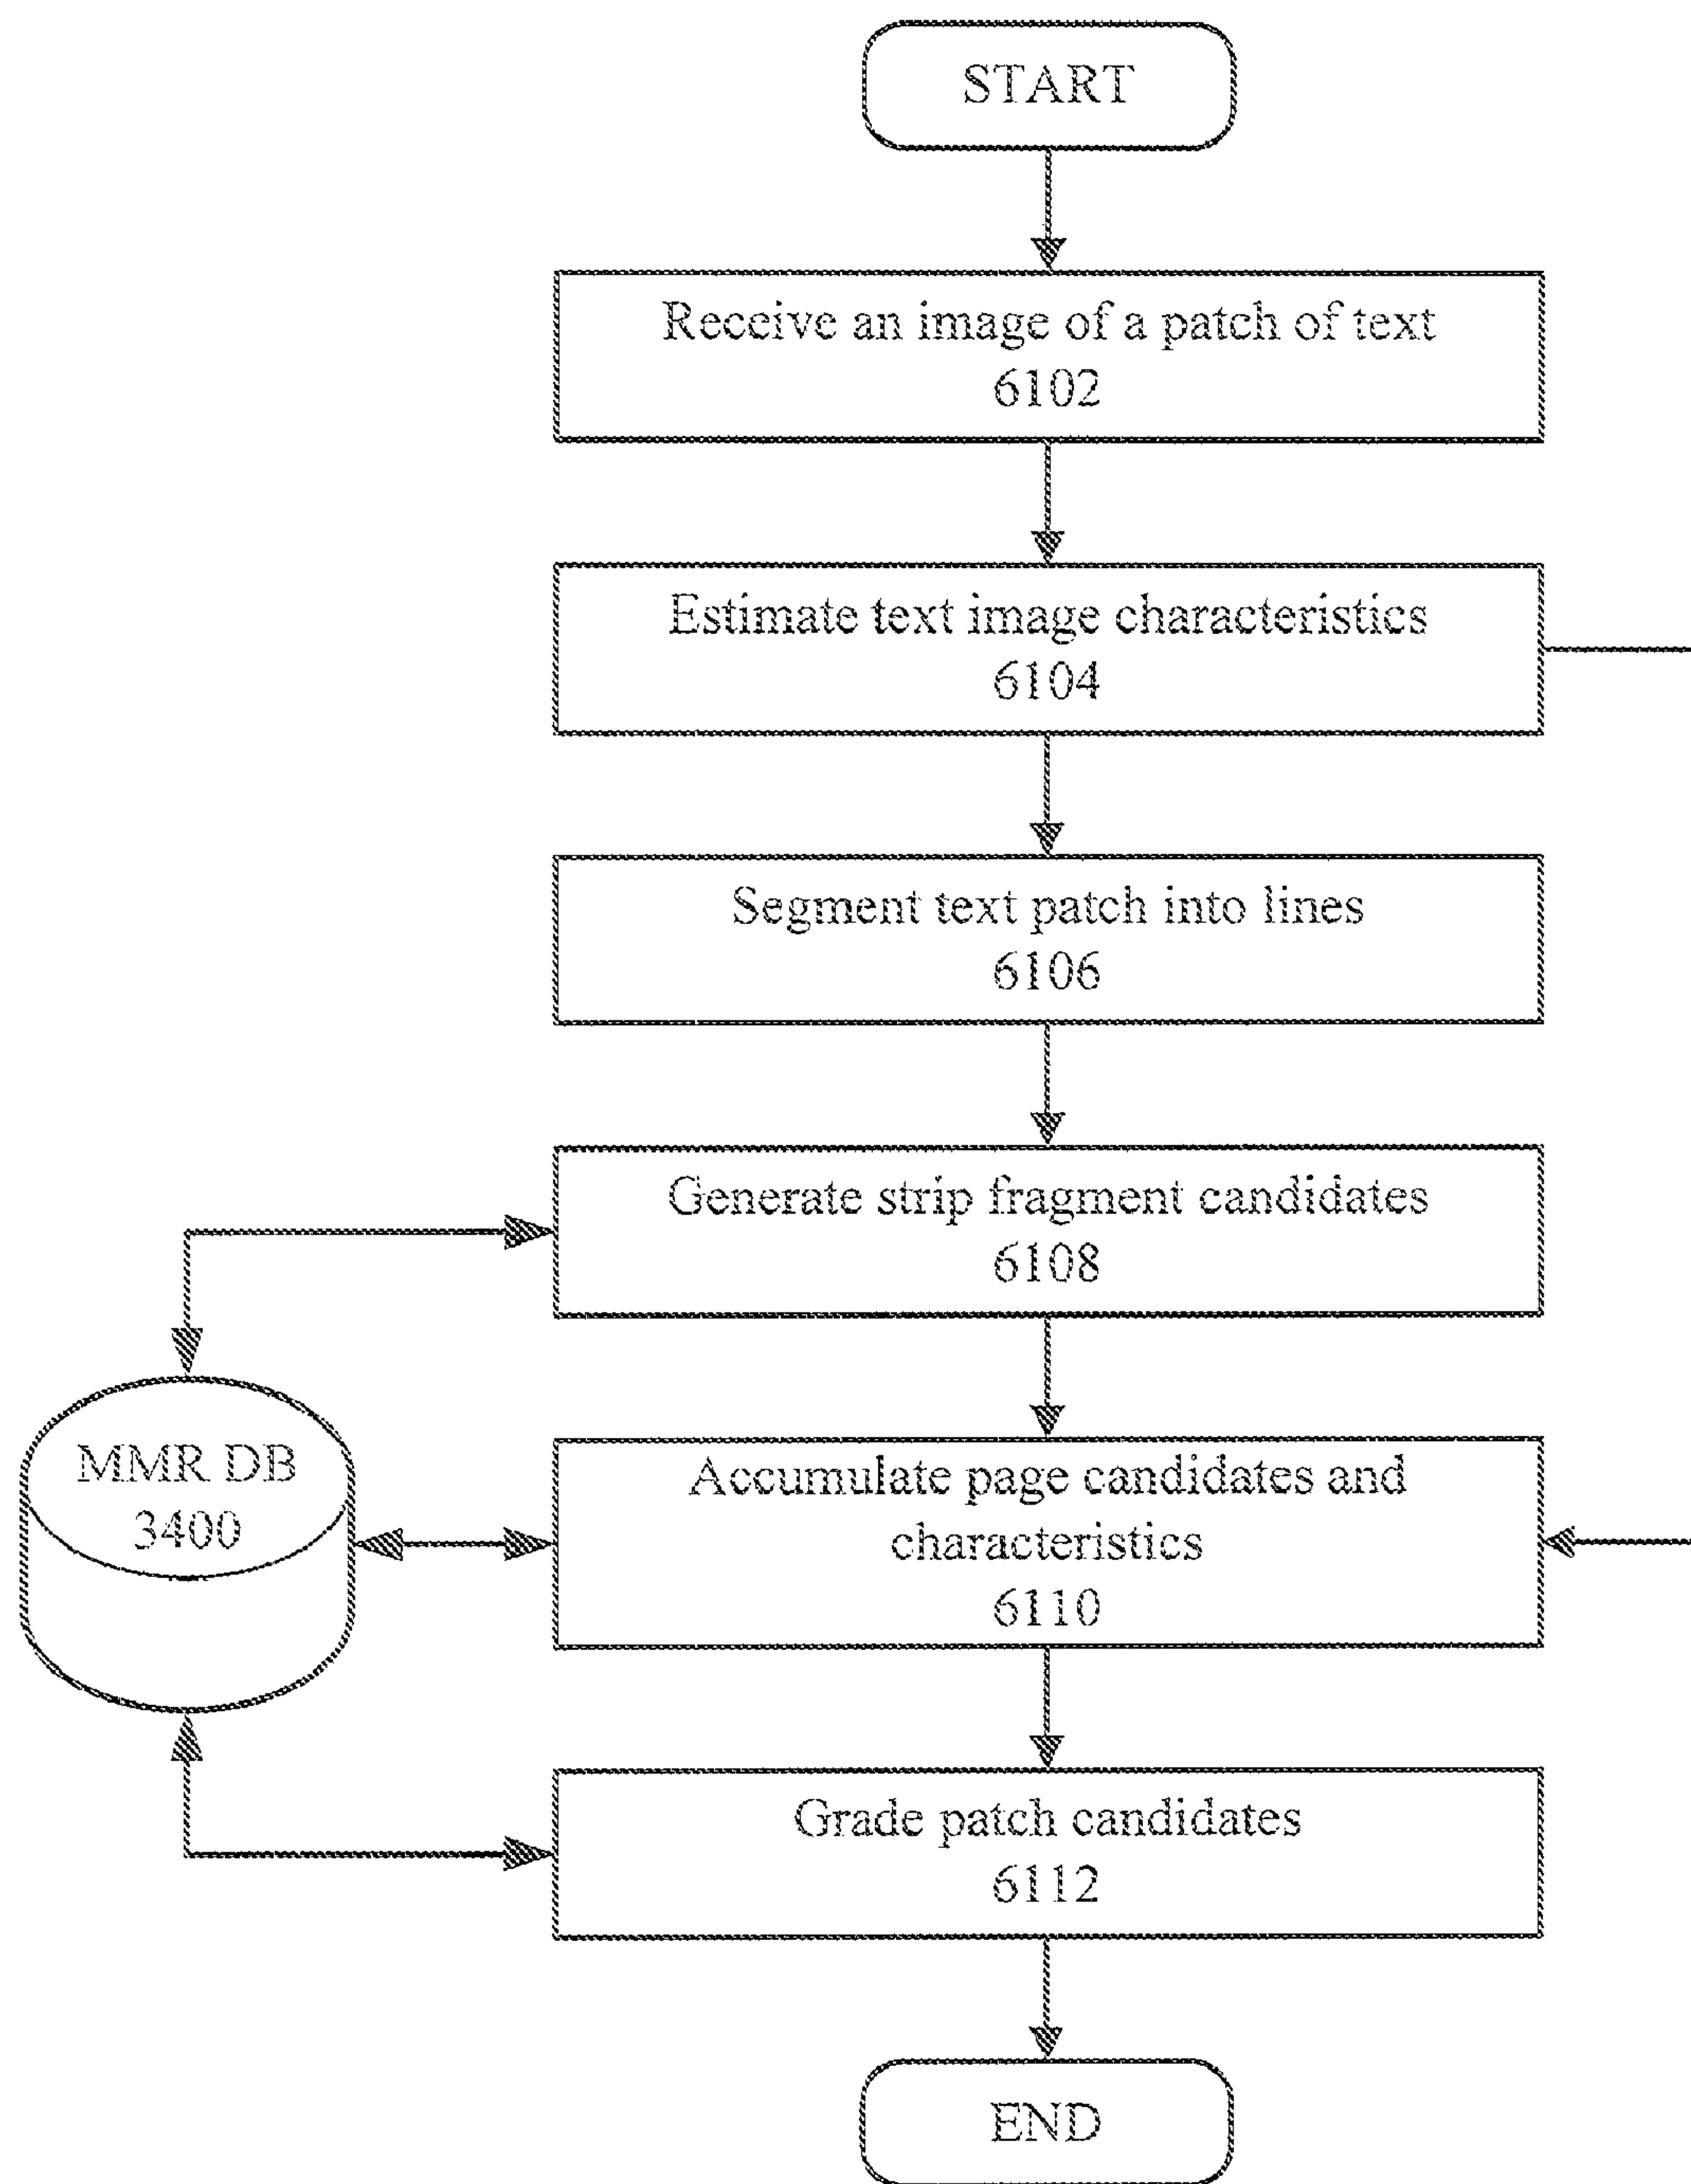 START
Receive an image of a patch of text
6102
Estimate text image characteristics
6104
Segment text patch into lines
6106
Generate strip fragment candidates
6108
MMR DB
3400
Accumulate page candidates and
characteristics
6110
Grade patch candidates
6112
END